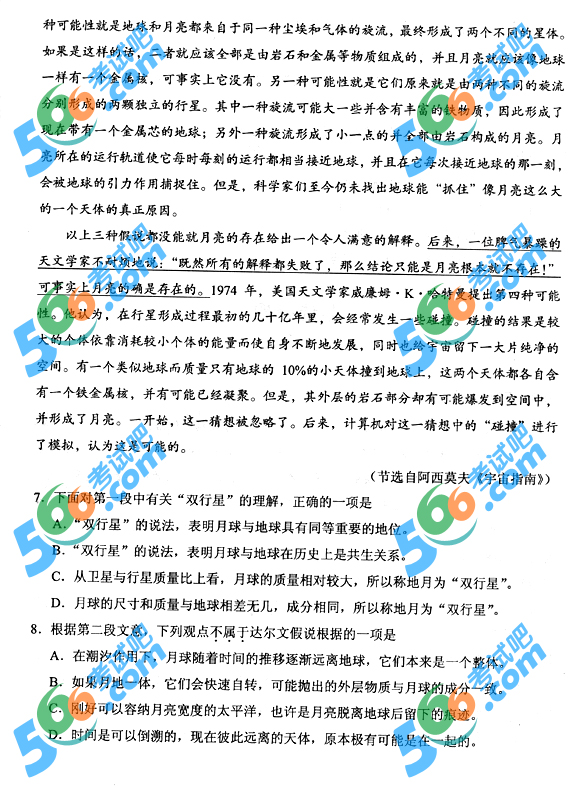 种可能性就是地球和月亮都来自于同一种尘埃和气体的旋流，最终形成了两个不同的星体。
如果是这样的话，二者就应该全部是由岩石和金属等物质组成的，并且月亮就应该像地球
一样有一个金属核，可事实上它没有。另一种可能性就是它们原来就是由两种不同的旋流
分别形成的两颗独立的行星。其中一种旋流可能大一些并含有丰富的铁物质，因此形成了
现在带有一个金属芯的地球；另外一种旋流形成了小一点的并全部由岩石构成的月亮。月
亮所在的运行轨道使它每时每刻的运行都相当接近地球，并且在它每次接近地球的那一刻，
会被地球的引力作用捕捉住。但是，科学家们至今仍未找出地球能“抓住”像月亮这么大
的一个天体的真正原因。
以上三种假说都没能就月亮的存在给出一个令人满意的解释。后来，一位脾气暴躁的
天文学家不耐烦地说：“既然所有的解释都失败了，那么结论只能是月亮根本就不存在！”
可事实上月亮的确是存在的。1974 年，美国天文学家威廉姆·K·哈特曼提出第四种可能
性。他认为，在行星形成过程最初的几十亿年里，会经常发生一些碰撞。碰撞的结果是较
大的个体依靠消耗较小个体的能量而使自身不断地发展，同时也给宇宙留下一大片纯净的
空间。有一个类似地球而质量只有地球的 10%的小天体撞到地球上，这两个天体都各自含
有一个铁金属核，并有可能已经凝聚。但是，其外层的岩石部分却有可能爆发到空间中，
并形成了月亮。一开始，这一猜想被忽略了。后来，计算机对这一猜想中的“碰撞”进行
了模拟，认为这是可能的。
（节选自阿西莫夫《宇宙指南》）
7．下面对第一段中有关“双行星”的理解，正确的一项是
A．“双行星”的说法，表明月球与地球具有同等重要的地位。
B．“双行星”的说法，表明月球与地球在历史上是共生关系。
C．从卫星与行星质量比上看，月球的质量相对较大，所以称地月为“双行星”。
D．月球的尺寸和质量与地球相差无几，成分相同，所以称地月为“双行星”。
8．根据第二段文意，下列观点不属于达尔文假说根据的一项是
A．在潮汐作用下，月球随着时间的推移逐渐远离地球，它们本来是一个整体。
B．如果月地一体，它们会快速自转，可能抛出的外层物质与月球的成分一致。
C．刚好可以容纳月亮宽度的太平洋，也许是月亮脱离地球后留下的痕迹。
D．时间是可以倒溯的，现在彼此远离的天体，原本极有可能是在一起的。